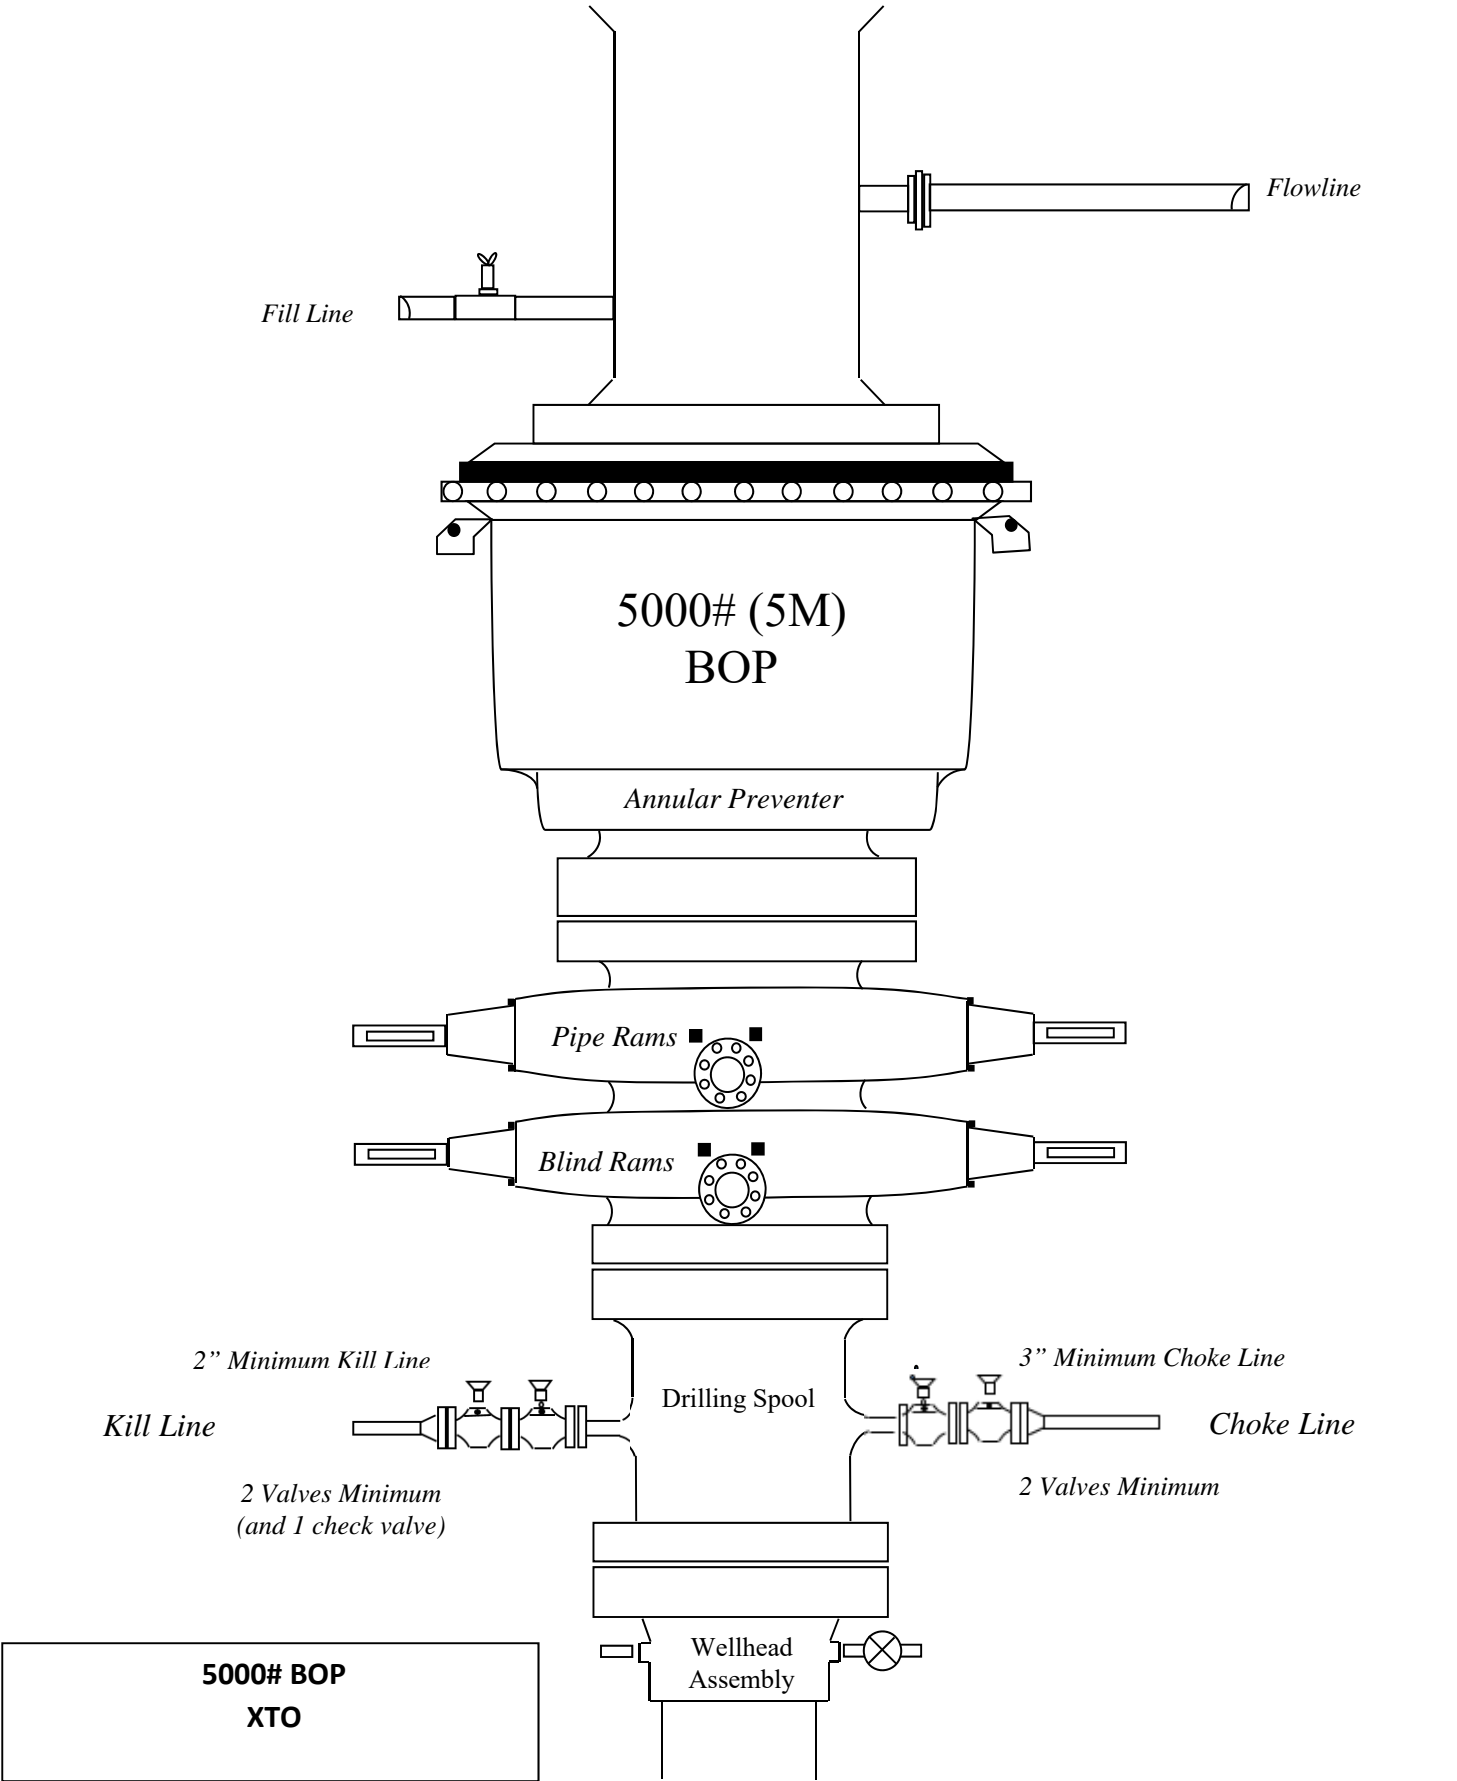 Flowline
Fill Line
5000# (5M)
BOP
Annular Preventer
Pipe Rams
Blind Rams
2” Minimum Kill Line
3” Minimum Choke Line
Drilling Spool
Kill Line
Choke Line
2 Valves Minimum
(and 1 check valve)
2 Valves Minimum
Wellhead
Assembly
5000# BOP
XTO